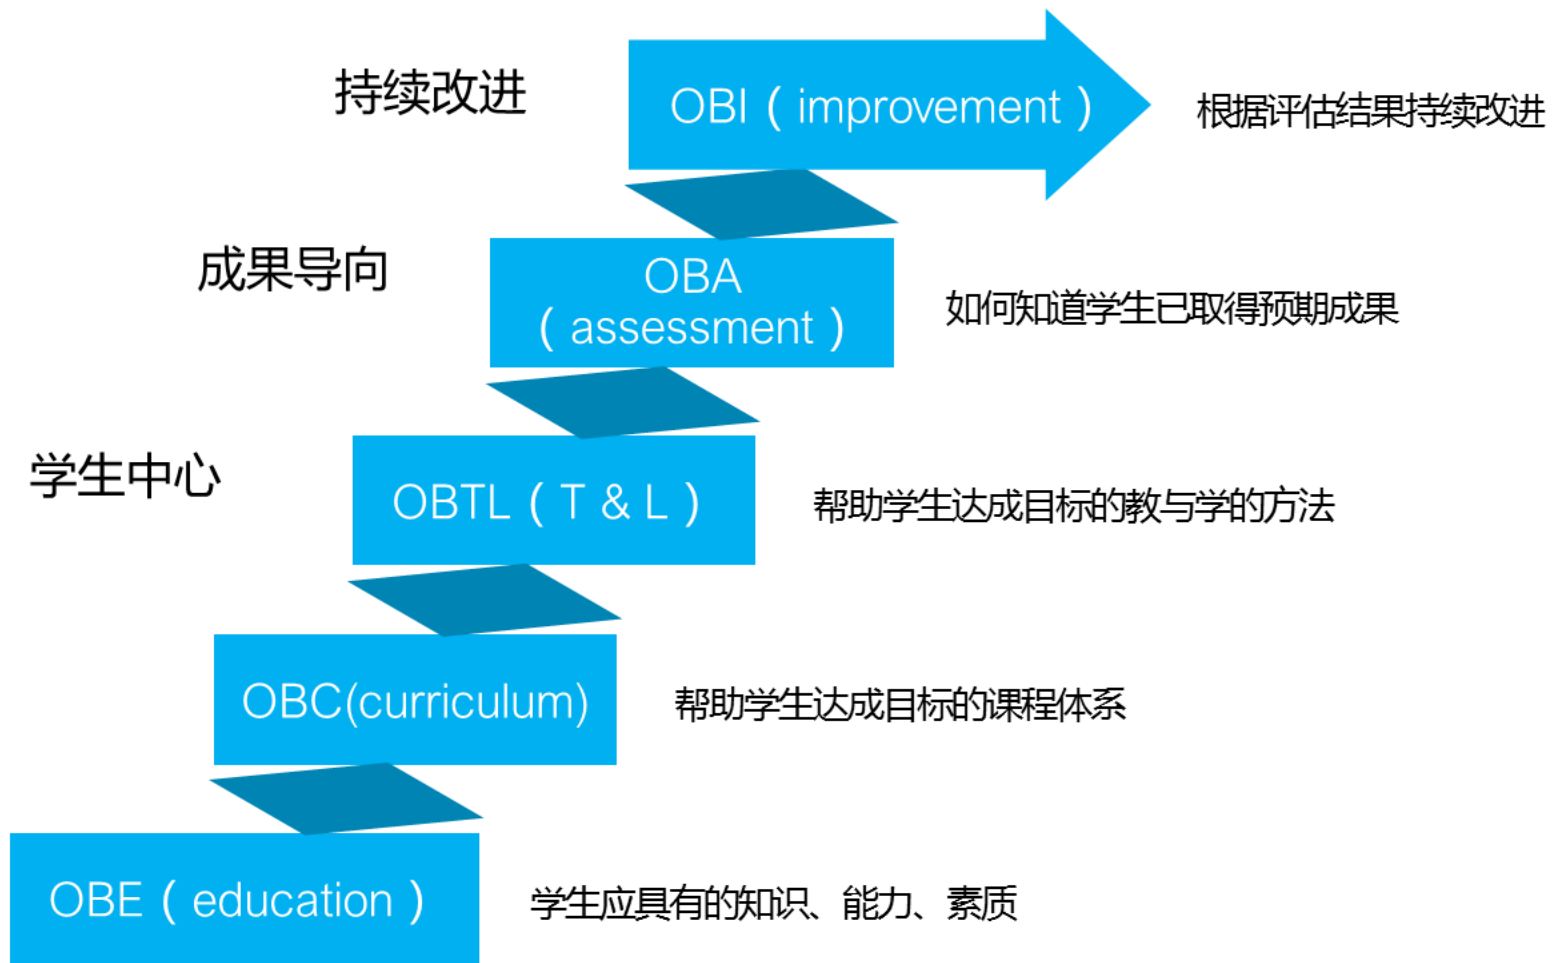 持续改进
OBI（improvement）
根据评估结果持续改进
成果导向
OBA
（assessment）
如何知道学生已取得预期成果
学生中心
OBTL（T & L）
帮助学生达成目标的教与学的方法
OBC(curriculum)
帮助学生达成目标的课程体系
OBE（education）
学生应具有的知识、能力、素质